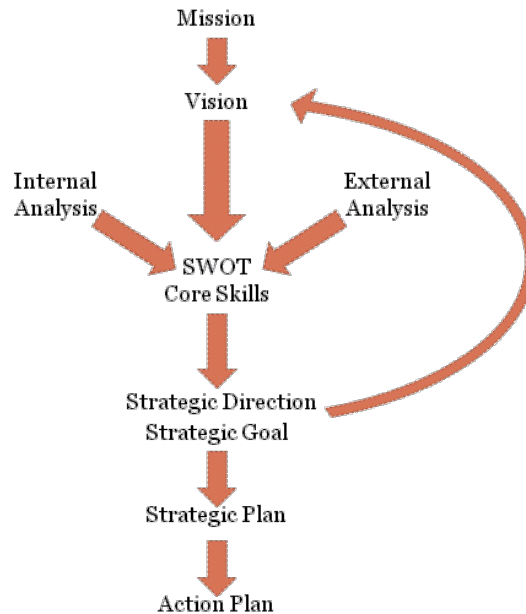 Mission
Vision
Internal
Analysis
External
Analysis
SWOT
Core Skills
Strategic Direction
Strategic Goal
Strategic Plan
Action Plan